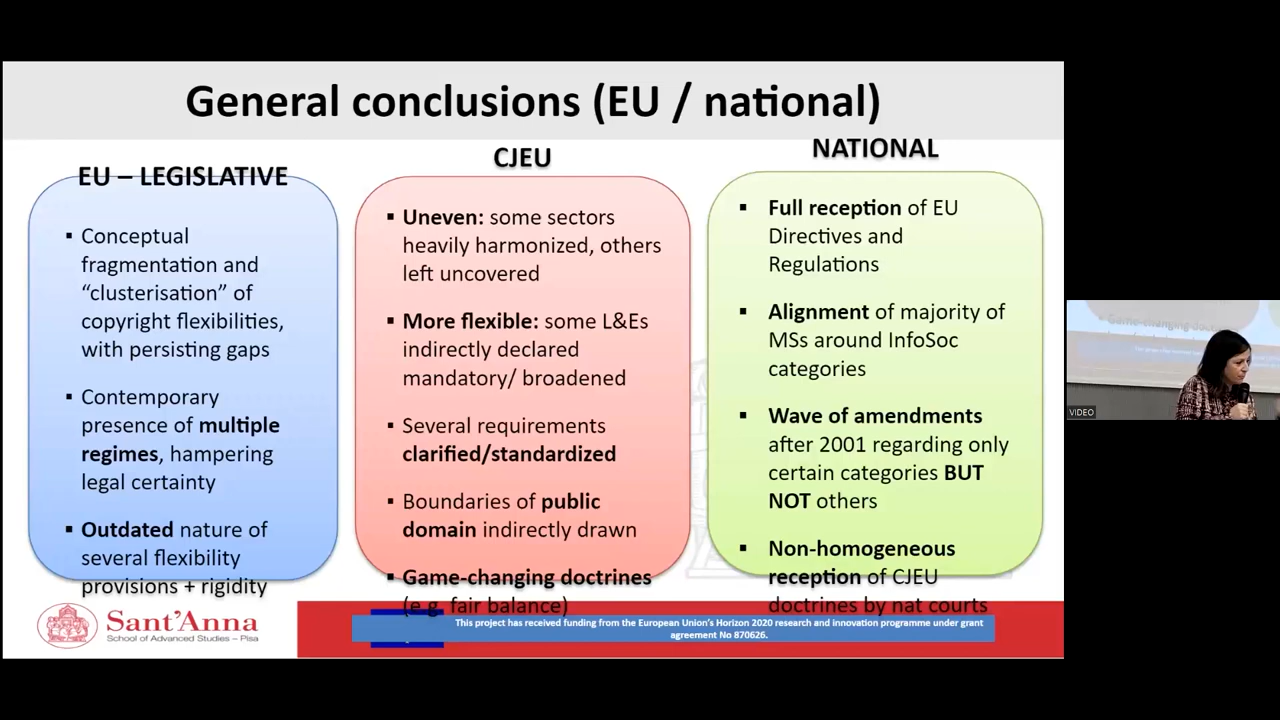 General conclusions (EU / national)
EU – LEGISLATIVE
▪ Conceptual
fragmentation and
“clusterisation” of
copyright flexibilities,
with persisting gaps
▪ Contemporary
presence of multiple
regimes, hampering
legal certainty
▪ Outdated nature of
several flexibility
provisions + rigidity
CJEU
▪ Uneven: some sectors
heavily harmonized, others
left uncovered
▪ More flexible: some L&Es
indirectly declared
mandatory/ broadened
▪ Several requirements
clarified/standardized
▪ Boundaries of public
domain indirectly drawn
▪ Game-changing doctrines
(e.g. fair balance)
NATIONAL
▪ Full reception of EU
Directives and
Regulations
▪ Alignment of majority of
MSs around InfoSoc
categories
▪ Wave of amendments
after 2001 regarding only
certain categories BUT
NOT others
▪ Non-homogeneous
reception of CJEU
doctrines by nat courts
Sant'Anna
School of Advanced Studies – Pisa
This project has received funding from the European Union’s Horizon 2020 research and innovation programme under grant
agreement No 870626.
Game-changing
VIDEO